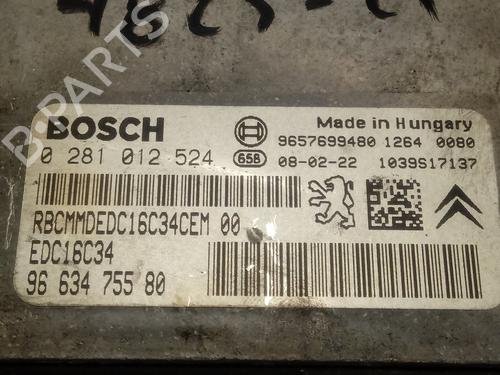 BOSCH
Made in Hungary
9657699480 1264 0080
0 281 012 524
658
08-02-22 1039S17137
RBCMMDEDC16C34CEM 00
EDC16C34
96 634 755 80
B-PARTS